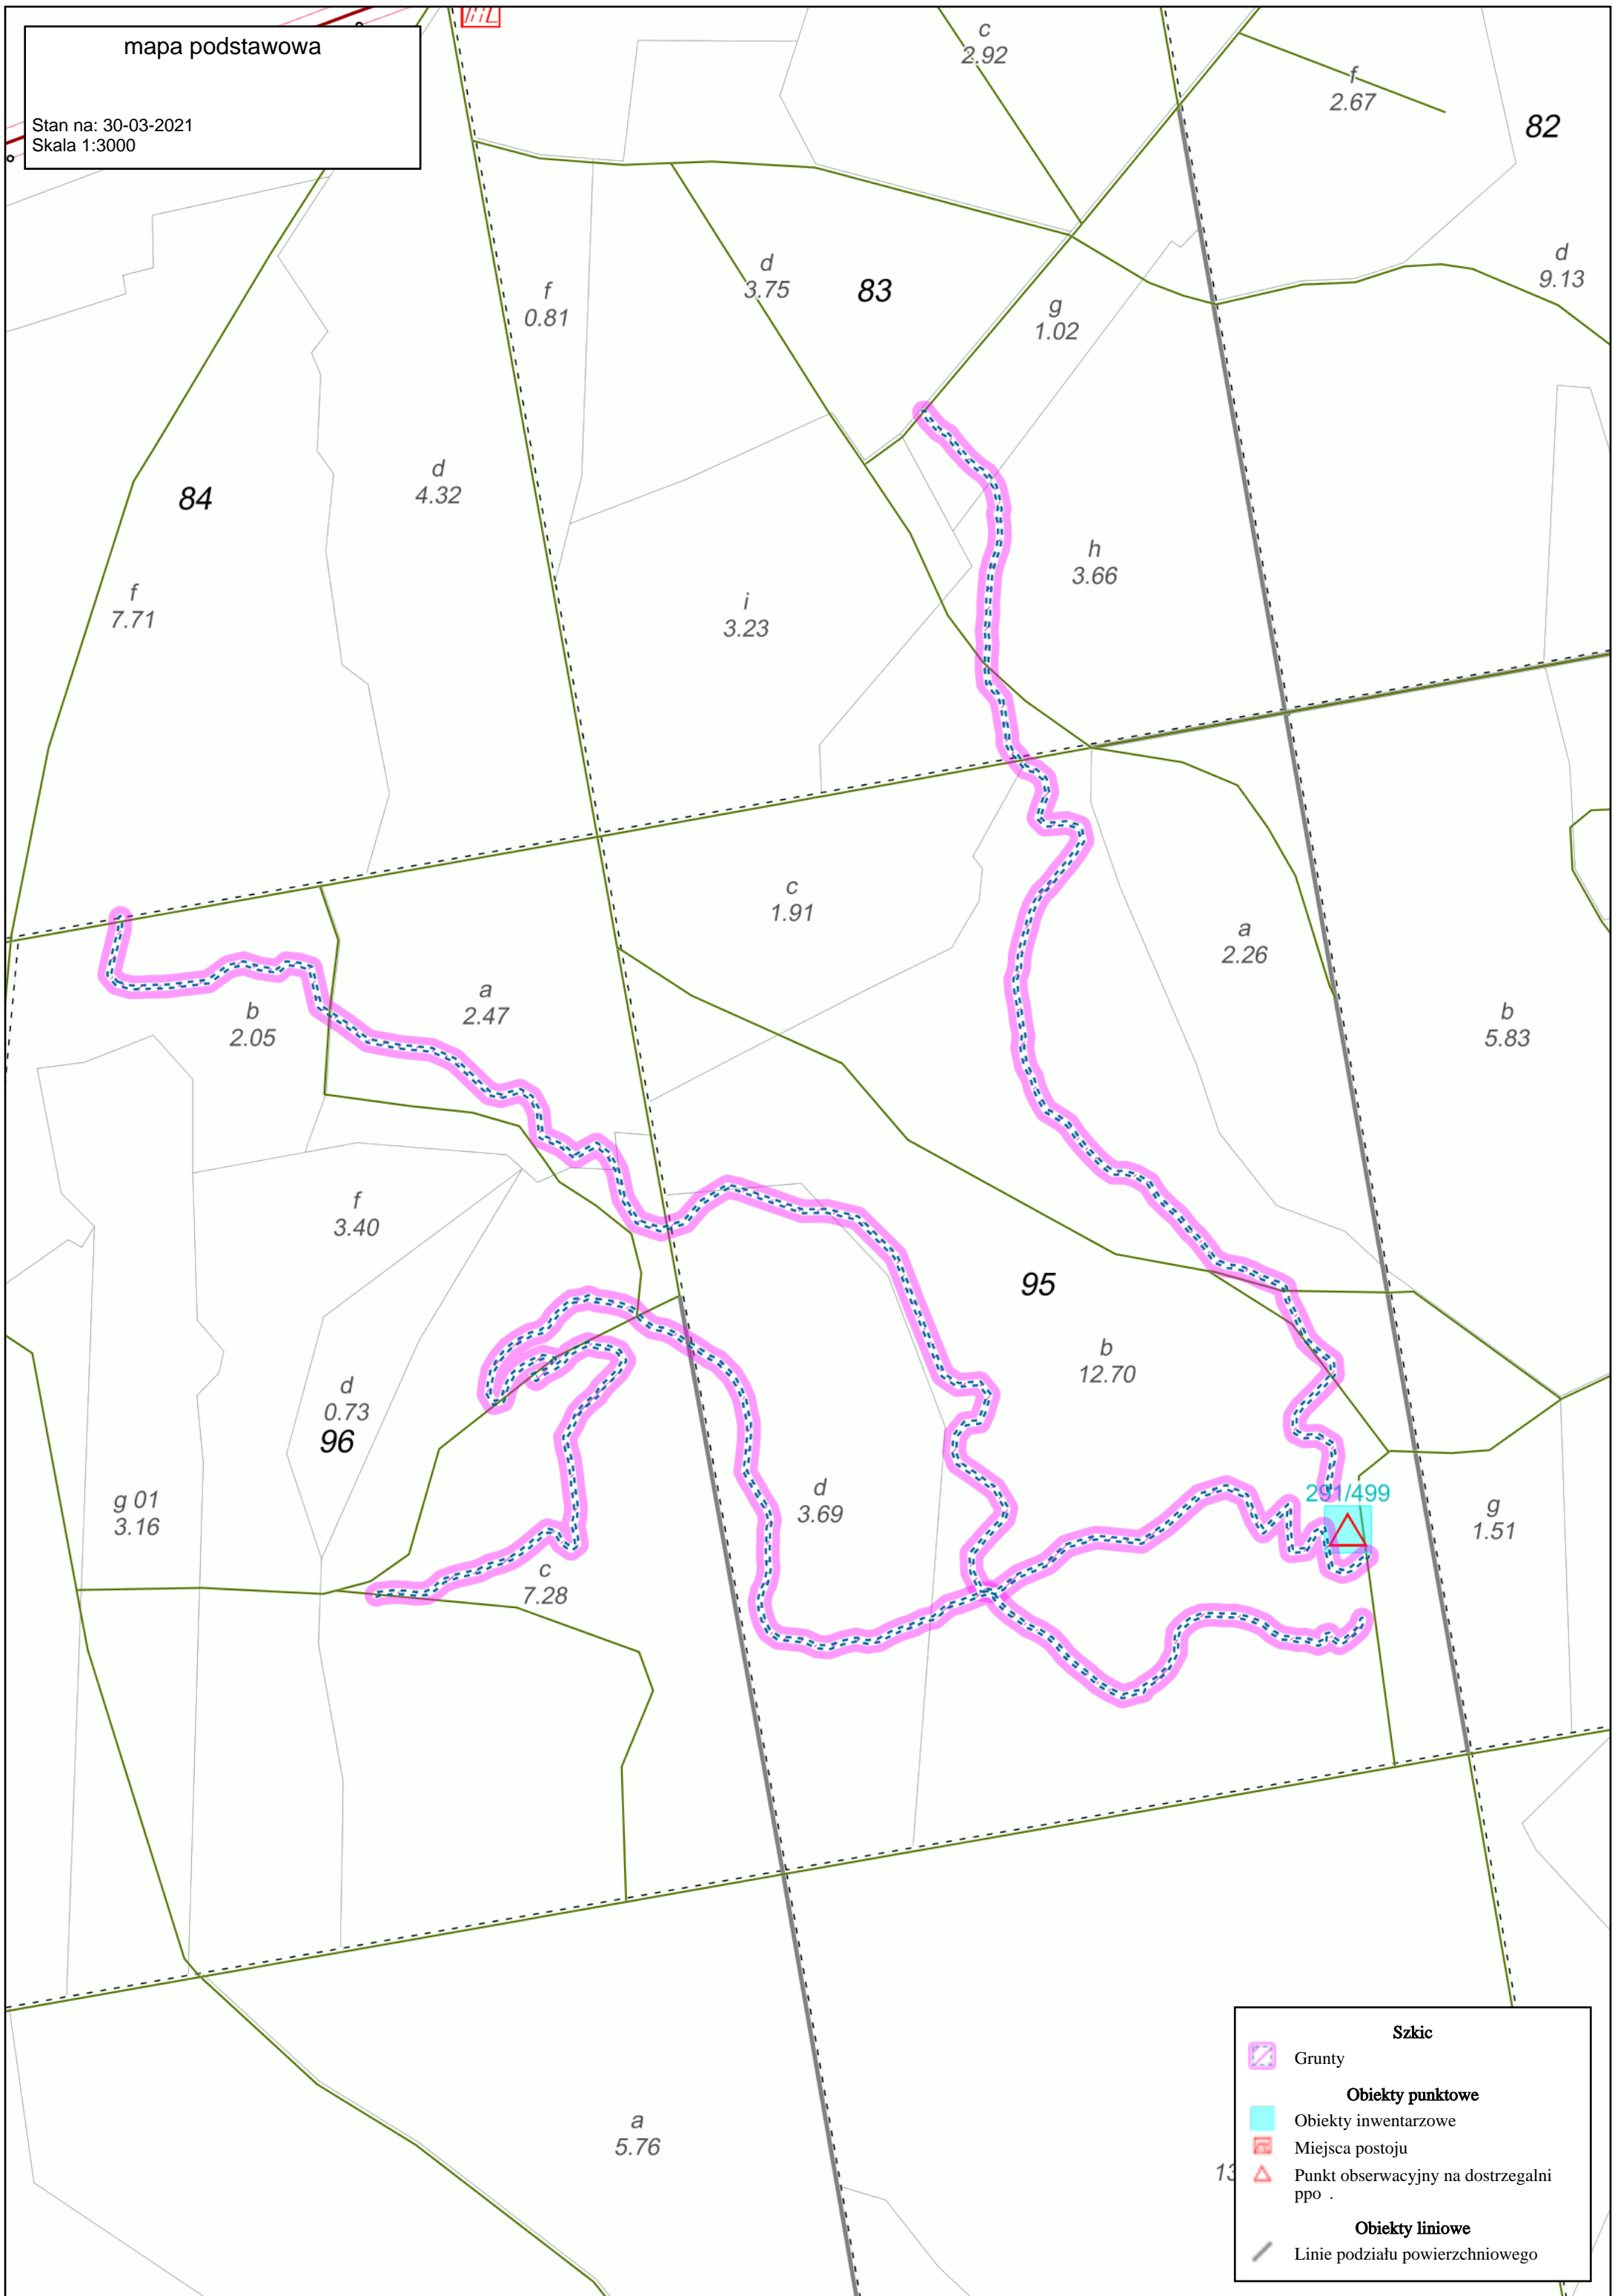 mapa podstawowa
Stan na: 30-03-2021
Skala 1:3000
c
2.92
f
2.67
82
d
9.13
d
3.75
83
f
0.81
g
1.02
84
d
4.32
h
3.66
f
7.71
i
3.23
c
1.91
a
2.26
a
2.47
b
2.05
b
5.83
f
3.40
95
b
12.70
d
0.73
96
d
3.69
g 01
3.16
291/499
g
1.51
c
7.28
a
5.76
13
Szkic
Grunty
Obiekty punktowe
Obiekty inwentarzowe
Miejsca postoju
Punkt obserwacyjny na dostrzegalni
ppo .
Obiekty liniowe
Linie podziału powierzchniowego